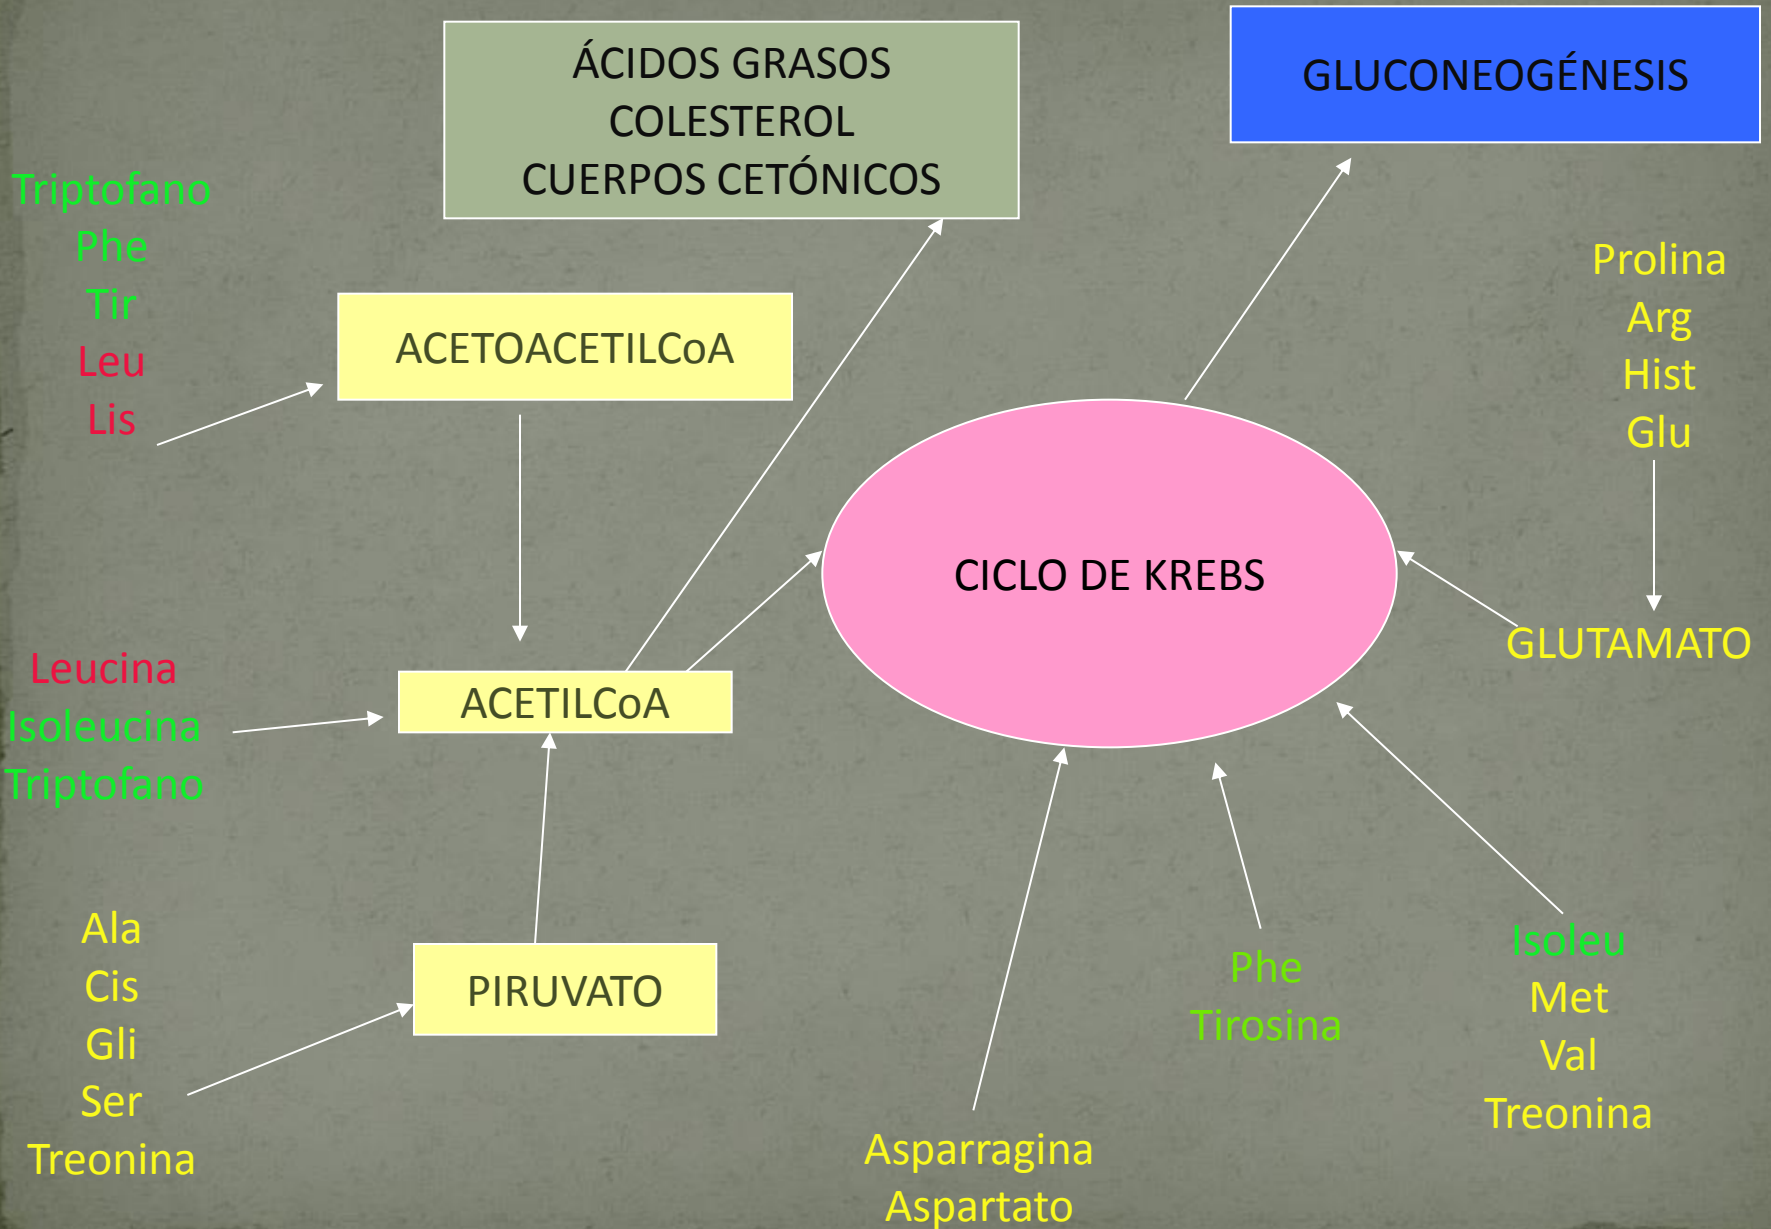 ÁCIDOS GRASOS
COLESTEROL
CUERPOS CETÓNICOS
GLUCONEOGÉNESIS
Triptofano
Phe
Tir
Leu
Lis
ACETOACETILCoA
Prolina
Arg
Hist
Glu
CICLO DE KREBS
GLUTAMATO
Leucina
Isoleucina
Triptofano
ACETILCoA
Ala
Cis
Gli
Ser
Treonina
PIRUVATO
Phe
Tirosina
Isoleu
Met
Val
Treonina
Asparragina
Aspartato